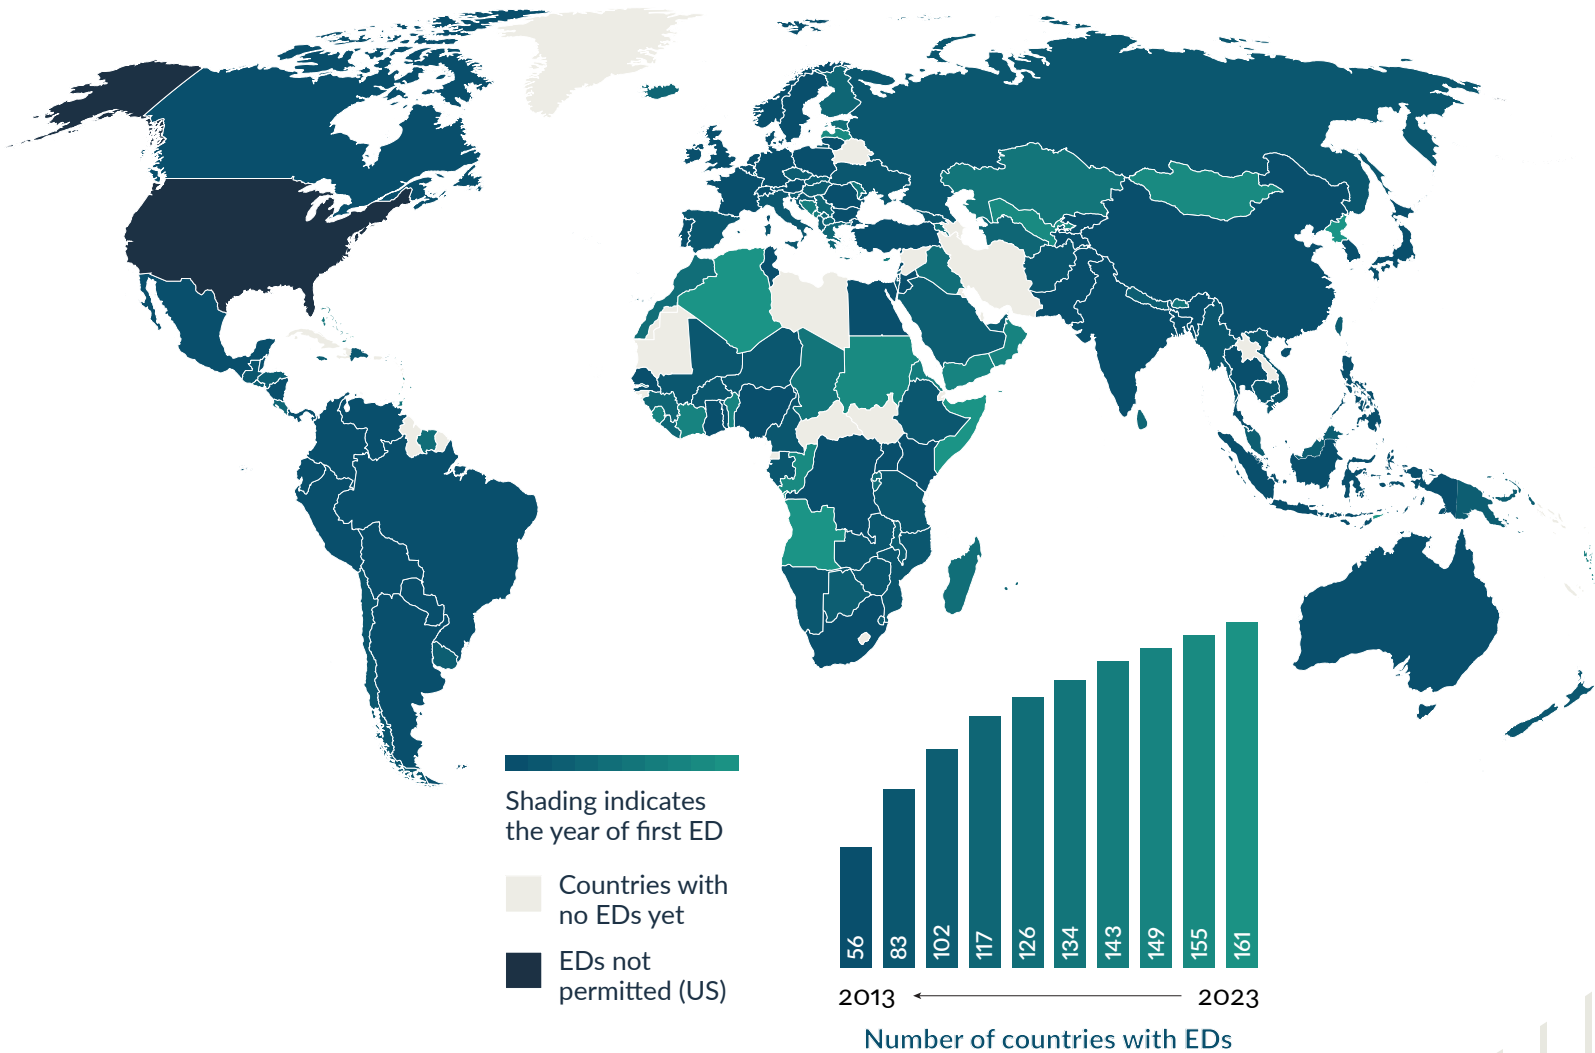 Shading indicates
the year of first ED
Countries with
no EDs yet
EDs not
permitted (US)
56
83
102
117
126
134
143
149
155
161
2013
2023
Number of countries with EDs